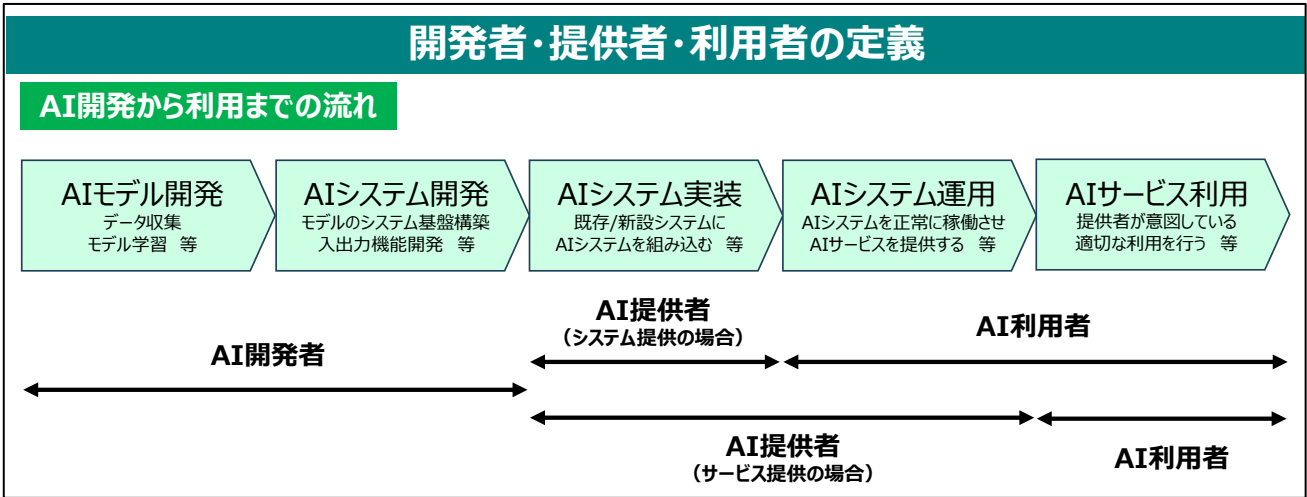 開発者・提供者・利用者の定義
AI開発から利用までの流れ
AIモデル開発
データ収集
モデル学習 等
AIシステム開発
モデルのシステム基盤構築
入出力機能開発 等
AIシステム実装
既存/新設システムに
AIシステムを組み込む 等
AIシステム運用
AIシステムを正常に稼働させ
AIサービスを提供する 等
AIサービス利用
提供者が意図している
適切な利用を行う 等
AI開発者
AI提供者
（システム提供の場合）
AI利用者
AI提供者
（サービス提供の場合）
AI利用者